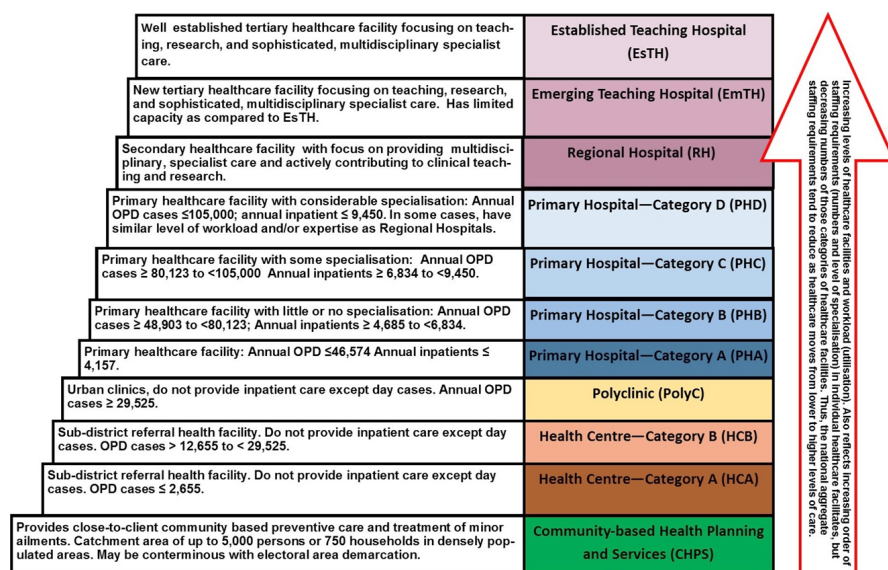 Well established tertiary healthcare facility focusing on teach-
ing, research, and sophisticated, multidisciplinary specialist
care.
Established Teaching Hospital
(EsTH)
New tertiary healthcare facility focusing on teaching, research,
and sophisticated, multidisciplinary specialist care. Has limited
capacity as compared to EsTH.
Emerging Teaching Hospital (EmTH)
Secondary healthcare facility with focus on providing multidisci-
plinary, specialist care and actively contributing to clinical teach-
ing and research.
Regional Hospital (RH)
Primary healthcare facility with considerable specialisation: Annual
OPD cases ≤105,000; annual inpatient ≤ 9,450. In some cases, have
similar level of workload and/or expertise as Regional Hospitals.
Primary Hospital—Category D (PHD)
Primary healthcare facility with some specialisation: Annual OPD
cases ≥ 80,123 to <105,000 Annual inpatients ≥ 6,834 to <9,450.
Primary Hospital—Category C (PHC)
Primary healthcare facility with little or no specialisation: Annual OPD
cases ≥ 48,903 to <80,123; Annual inpatients ≥ 4,685 to <6,834.
Primary Hospital—Category B (PHB)
Primary healthcare facility: Annual OPD ≤46,574 Annual inpatients ≤
4,157.
Primary Hospital—Category A (PHA)
Urban clinics, do not provide inpatient care except day cases. Annual OPD
cases ≥ 29,525.
Polyclinic (PolyC)
Sub-district referral health facility. Do not provide inpatient care except day
cases. OPD cases > 12,655 to < 29,525.
Health Centre—Category B (HCB)
Sub-district referral health facility. Do not provide inpatient care except day
cases. OPD cases ≤ 2,655.
Health Centre—Category A (HCA)
Provides close-to-client community based preventive care and treatment of minor
ailments. Catchment area of up to 5,000 persons or 750 households in densely pop-
ulated areas. May be conterminous with electoral area demarcation.
Community-based Health Planning
and Services (CHPS)
Increasing levels of healthcare facilities and workload (utilisation). Also reflects increasing order of
staffing requirements (numbers and level of specialisation) in individual healthcare facilitates, but
decreasing numbers of those categories of healthcare facilities. Thus, the national aggregate
staffing requirements tend to reduce as healthcare moves from lower to higher levels of care.